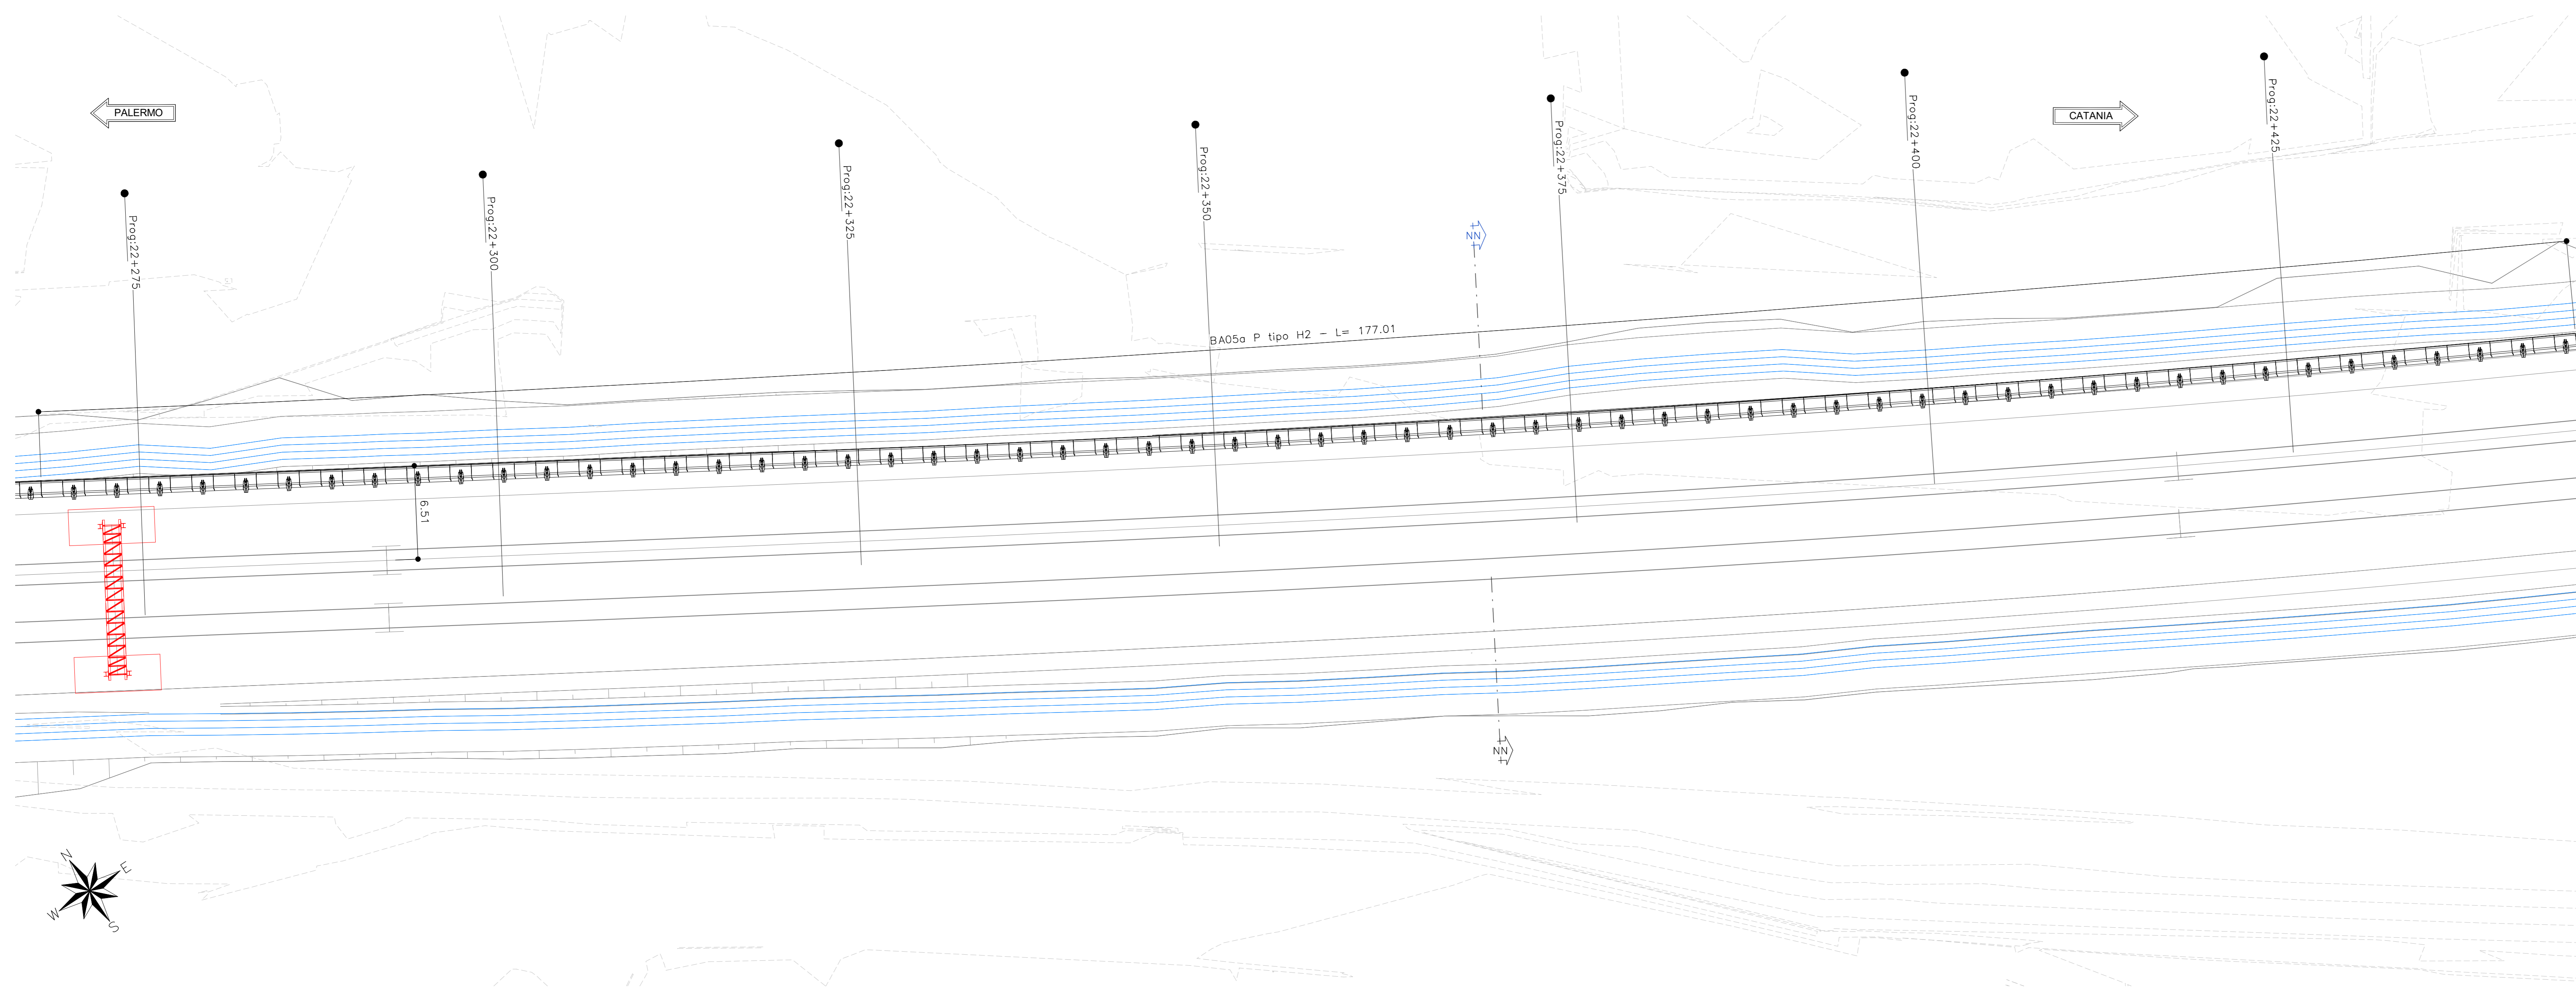 PALERMO
CATANIA
Prog:22+275
Prog:22+300
Prog:22+325
Prog:22+350
Prog:22+375
Prog:22+400
Prog:22+425
NN
BA05a P tipo H2 - L= 177.01
6.51
NN
N
E
W
S